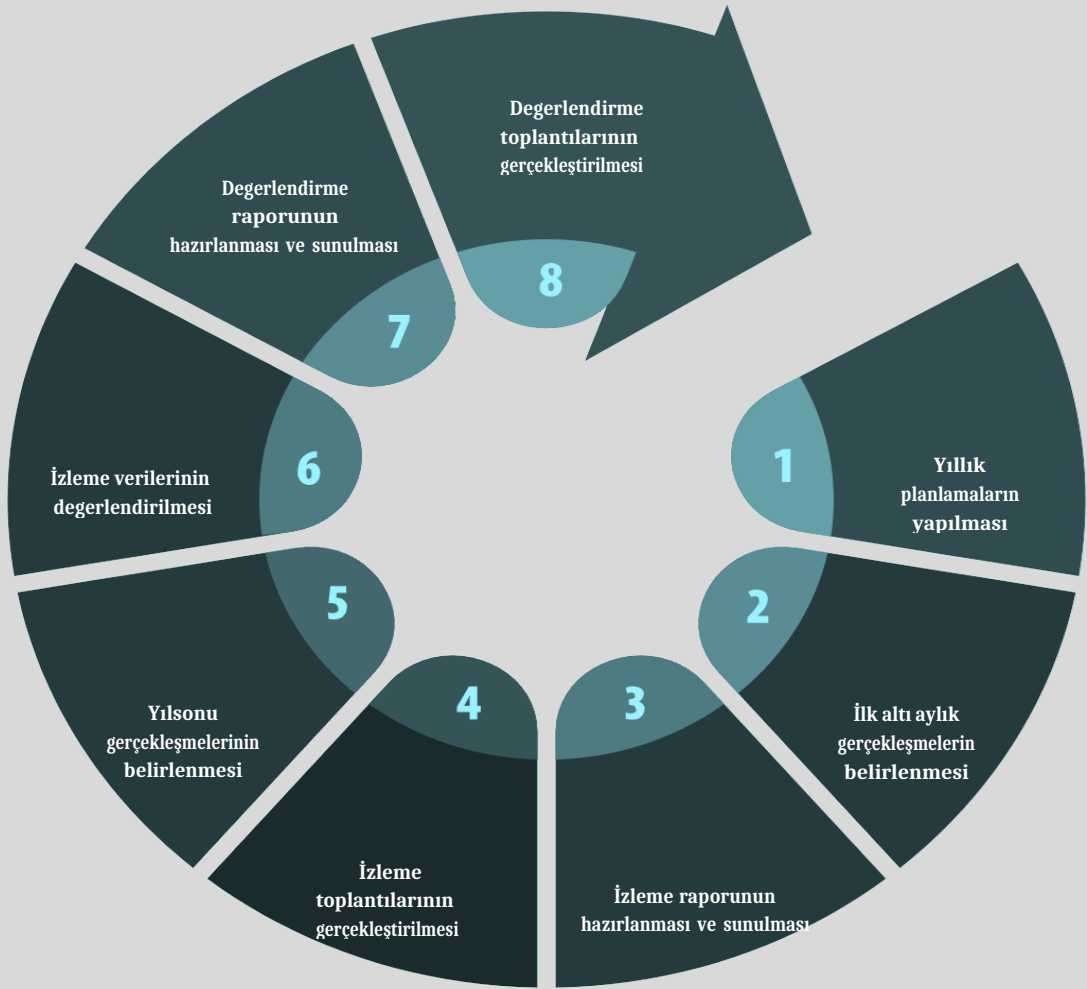 1
Yıllık
planlamaların
yapılması
2
İlk altı aylık
gerçekleşmelerin
belirlenmesi
3
İzleme raporunun
hazırlanması ve sunulması
4
İzleme
toplantılarının
gerçekleştirilmesi
5
Yılsonu
gerçekleşmelerinin
belirlenmesi
6
İzleme verilerinin
degerlendirilmesi
7
Degerlendirme
raporunun
hazırlanması ve sunulması
8
Degerlendirme
toplantılarının
gerçekleştirilmesi